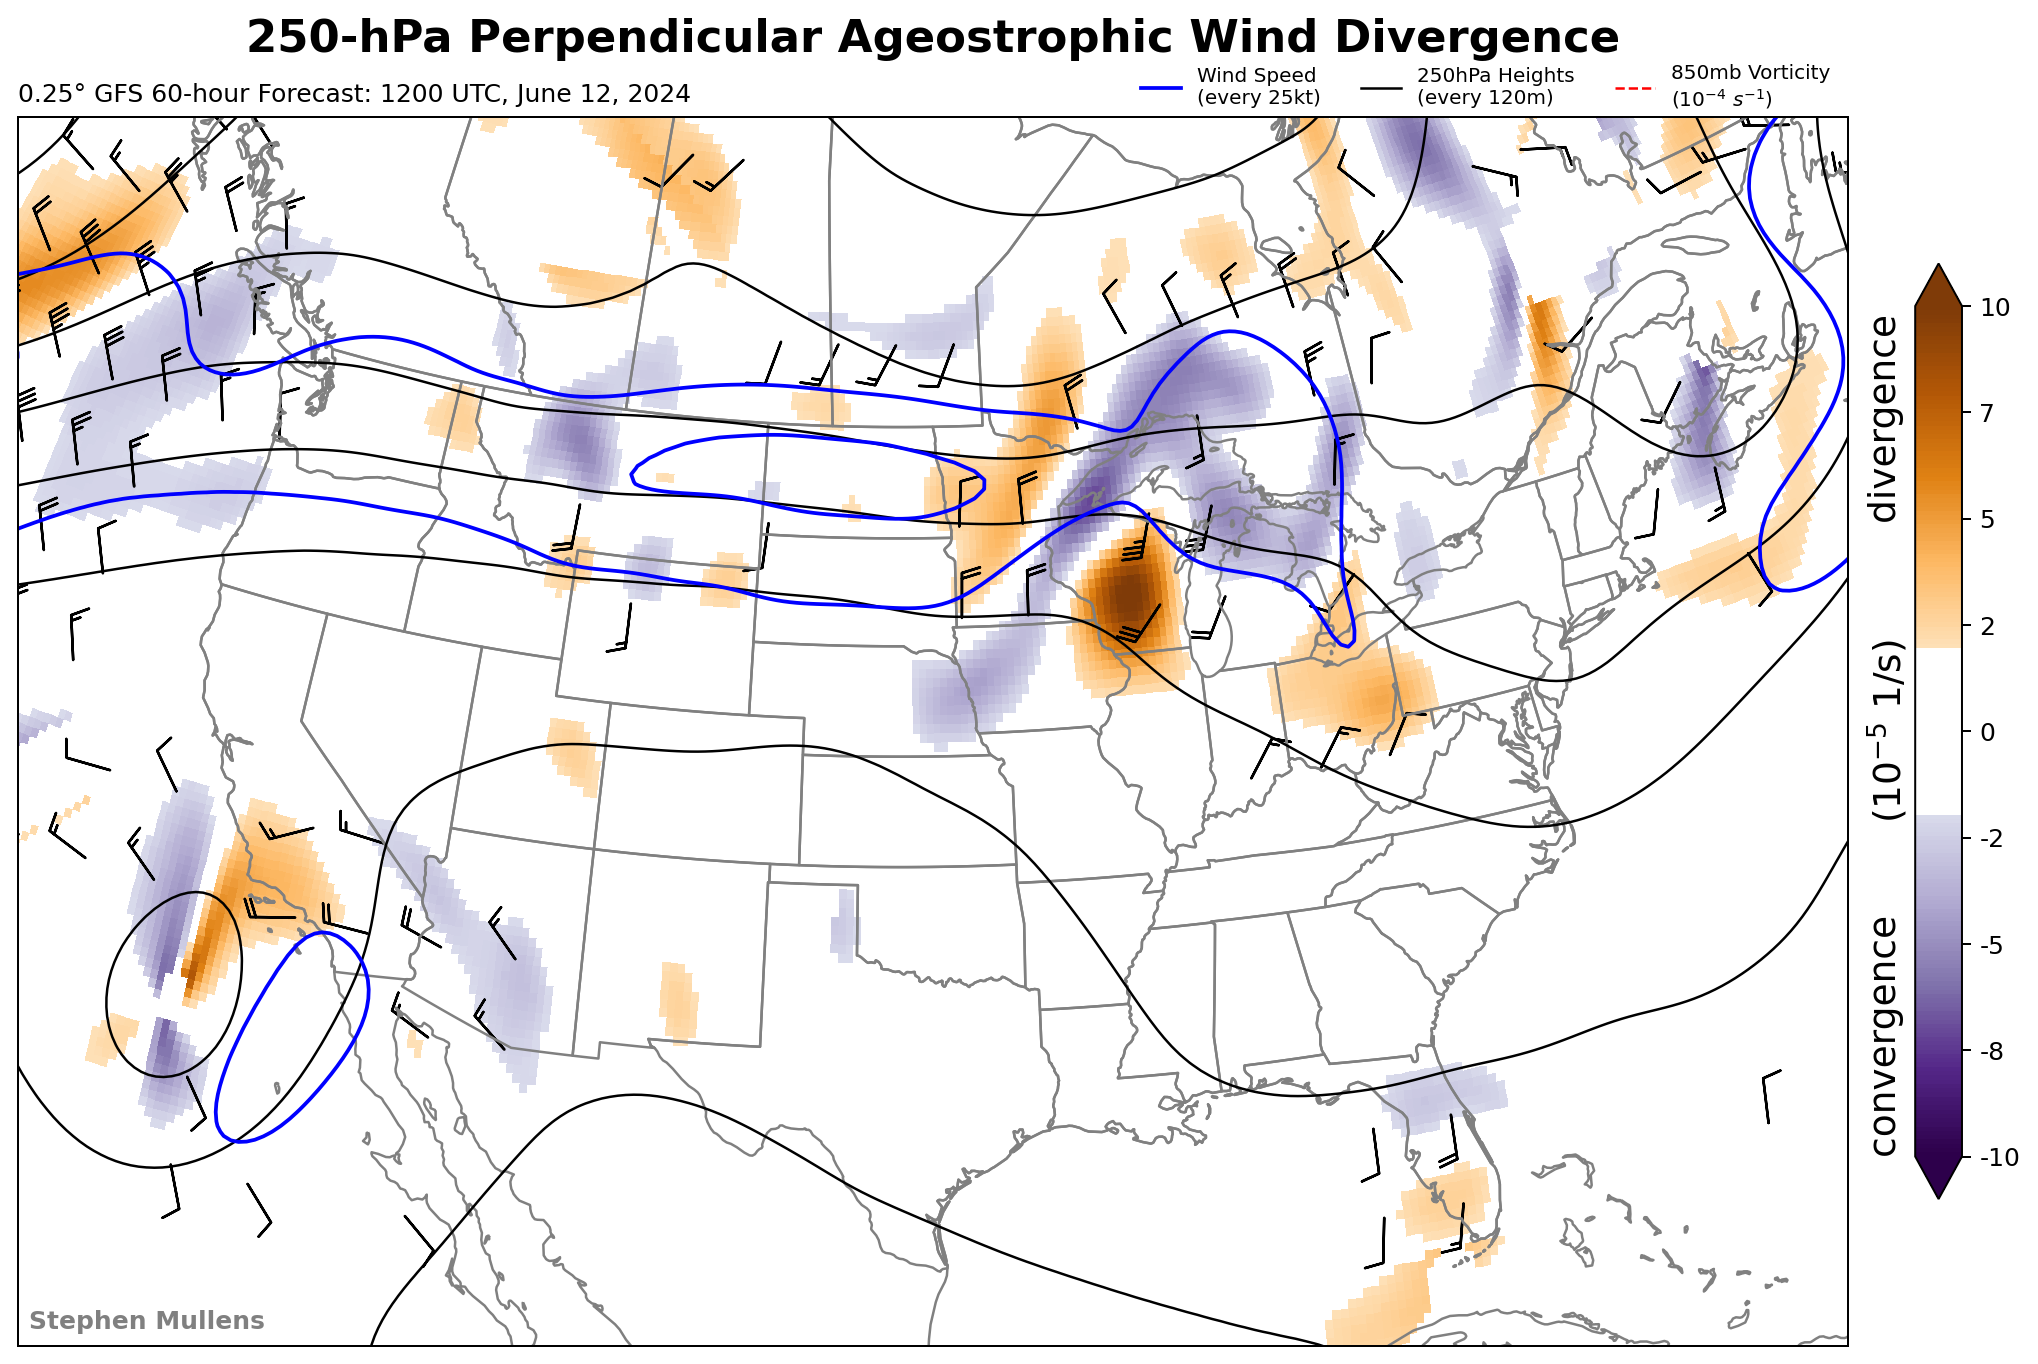 250-hPa Perpendicular Ageostrophic Wind Divergence
0.25° GFS 60-hour Forecast: 1200 UTC, June 12, 2024
Wind Speed
(every 25kt)
250hPa Heights
(every 120m)
850mb Vorticity
(10⁻⁴ s⁻¹)
10
7
5
2
0
-2
-5
-8
-10
convergence (10⁻⁵ 1/s) divergence
Stephen Mullens